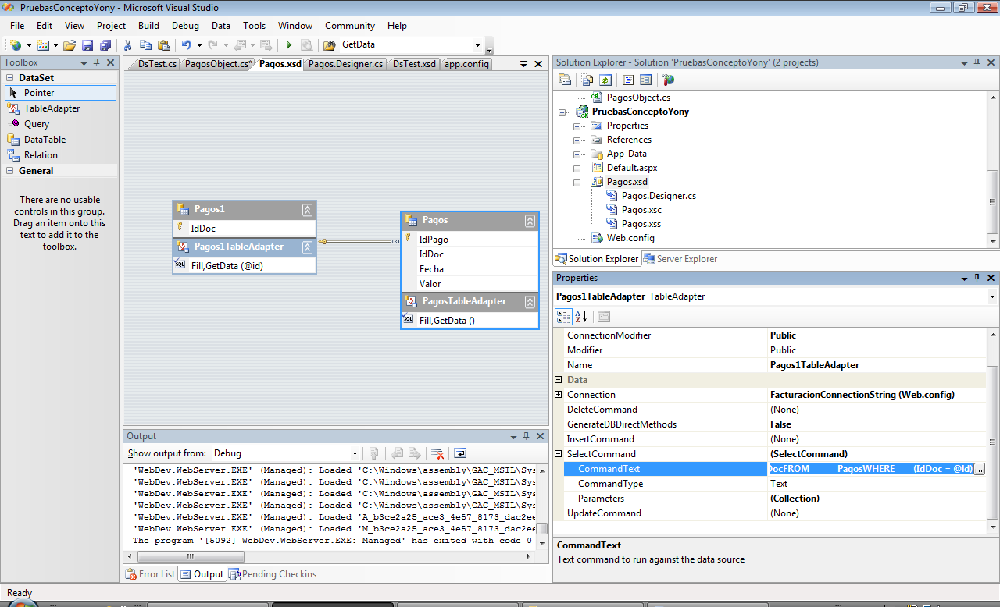 PruebasConceptoYony - Microsoft Visual Studio
File Edit View Project Build Debug Data Tools Window Community Help
GetData
Toolbox
DataSet
Pointer
TableAdapter
Query
DataTable
Relation
General
There are no usable
controls in this group.
Drag an item onto this
text to add it to the
toolbox.
DsTest.cs PagosObject.cs* Pagos.xsd Pagos.Designer.cs DsTest.xsd app.config
Pagos1
IdDoc
Pagos1TableAdapter
Fill,GetData (@id)
Pagos
IdPago
IdDoc
Fecha
Valor
PagosTableAdapter
Fill,GetData ()
Output
Show output from: Debug
'WebDev.WebServer.EXE' (Managed): Loaded 'C:\Windows\assembly\GAC_MSIL\Sys
'WebDev.WebServer.EXE' (Managed): Loaded 'C:\Windows\assembly\GAC_MSIL\Sys
'WebDev.WebServer.EXE' (Managed): Loaded 'C:\Windows\assembly\GAC_MSIL\Sys
'WebDev.WebServer.EXE' (Managed): Loaded 'C:\Windows\assembly\GAC_MSIL\Sys
'WebDev.WebServer.EXE' (Managed): Loaded 'A_b3ce2a25_ace3_4e57_8173_dac2ee
'WebDev.WebServer.EXE' (Managed): Loaded 'M_b3ce2a25_ace3_4e57_8173_dac2ee
The program '[5092] WebDev.WebServer.EXE: Managed' has exited with code 0
Error List Output Pending Checkins
Solution Explorer - Solution 'PruebasConceptoYony' (2 projects)
PagosObject.cs
PruebasConceptoYony
Properties
References
App_Data
Default.aspx
Pagos.xsd
Pagos.Designer.cs
Pagos.xsc
Pagos.xss
Web.config
Solution Explorer Server Explorer
Properties
Pagos1TableAdapter TableAdapter
ConnectionModifier Public
Modifier Public
Name Pagos1TableAdapter
Data
Connection FacturacionConnectionString (Web.config)
DeleteCommand (None)
GenerateDBDirectMethods False
InsertCommand (None)
SelectCommand (SelectCommand)
CommandText DocFROM PagosWHERE (IdDoc = @id) ...
CommandType Text
Parameters (Collection)
UpdateCommand (None)
CommandText
Text command to run against the data source
Ready